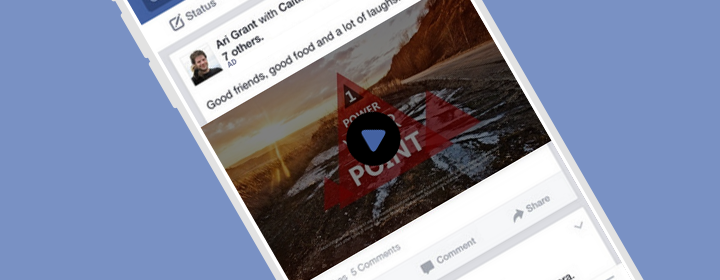 Status
Ari Grant with
7 others.
AD
Good friends, good food and a lot of laughs.
1
POWER
POINT
5 Comments
Comment
Share